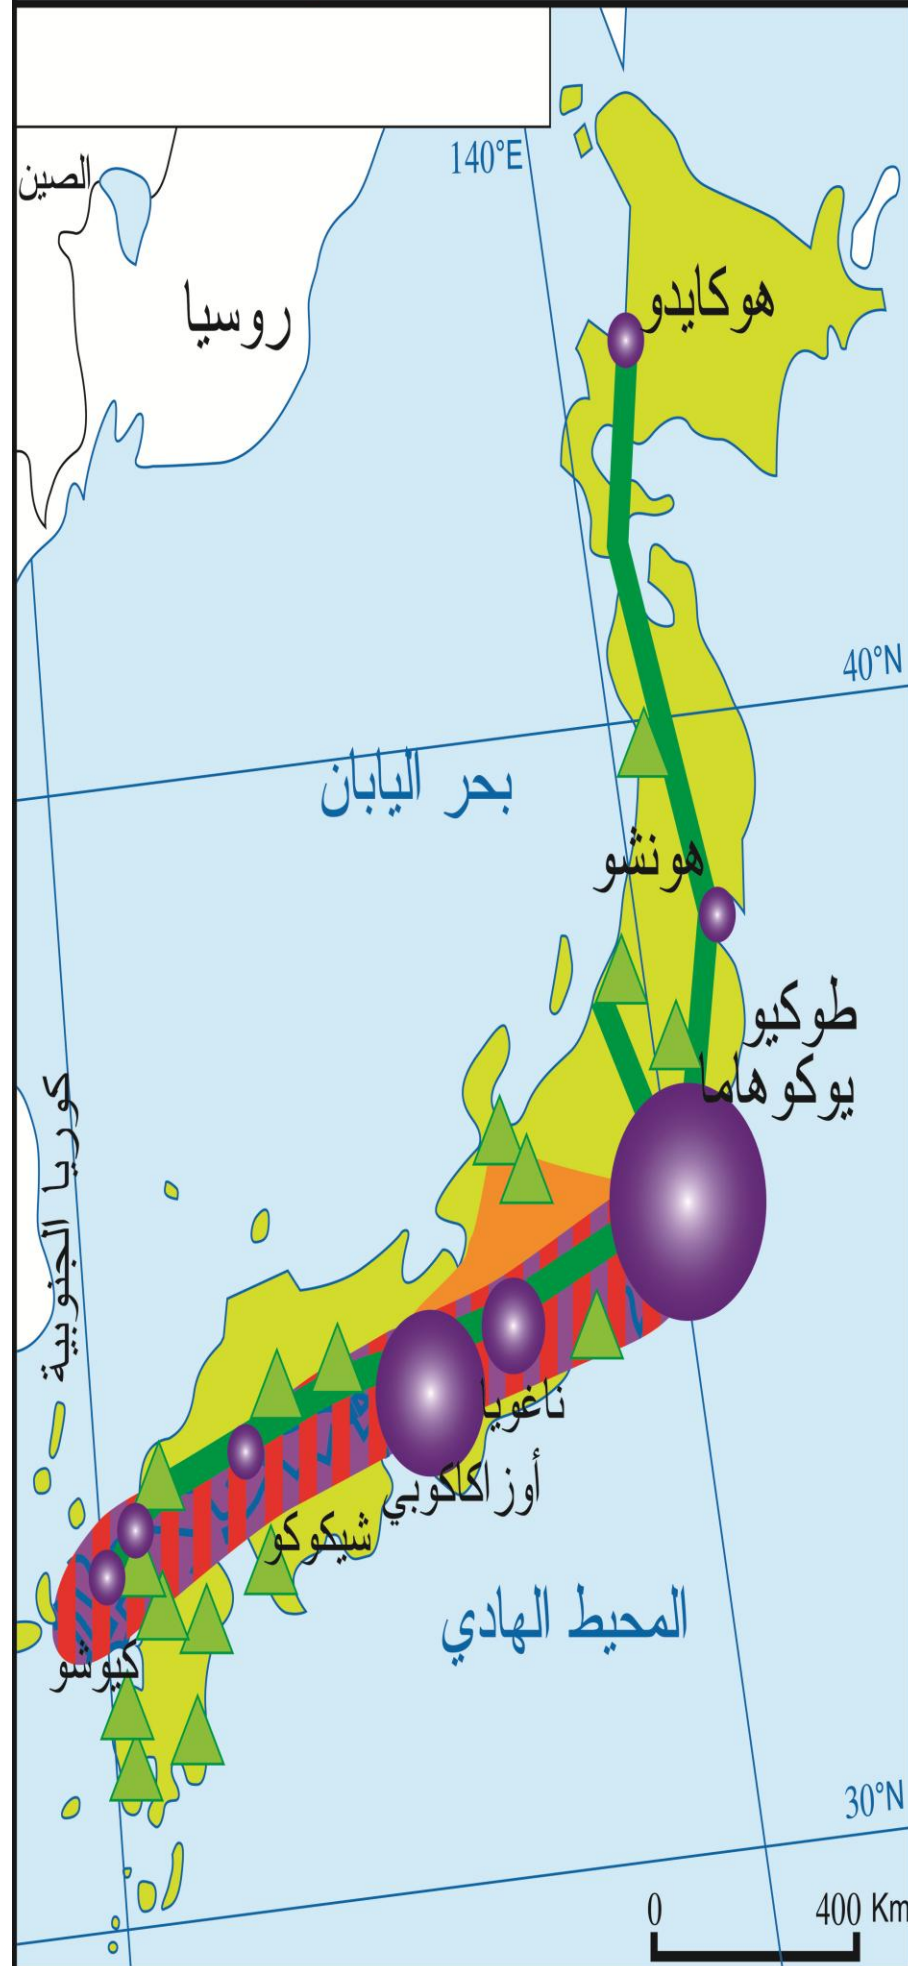 الصين
140°E
روسيا
هوكايدو
40°N
بحر اليابان
هونشو
طوكيو
يوكوهاما
كوريا الجنوبية
ناغويا
أوزاكاكوبي
شيكوكو
المحيط الهادي
كيوشو
30°N
0 400 Km